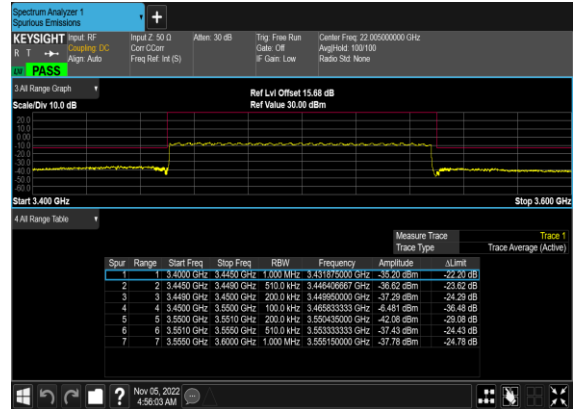 Spectrum Analyzer 1
Spurious Emissions
KEYSIGHT Input: RF Input Z: 50 Ω Atten: 30 dB Trig: Free Run Center Freq: 22.005000000 GHz
R T Coupling: DC Corr CCorr Gate: Off Avg|Hold: 100/100
Align: Auto Freq Ref: Int (S) IF Gain: Low Radio Std: None
PASS
3 All Range Graph
Ref Lvl Offset 15.68 dB
Scale/Div 10.0 dB Ref Value 30.00 dBm
20.0
10.0
0.00
-10.0
-20.0
-30.0
-40.0
-50.0
-60.0
Start 3.400 GHz Stop 3.600 GHz
4 All Range Table
Measure Trace Trace 1
Trace Type Trace Average (Active)
Spur Range Start Freq Stop Freq RBW Frequency Amplitude ΔLimit
1 1 3.4000 GHz 3.4450 GHz 1.000 MHz 3.431875000 GHz -35.20 dBm -22.20 dB
2 2 3.4450 GHz 3.4490 GHz 510.0 kHz 3.446406667 GHz -36.62 dBm -23.62 dB
3 3 3.4490 GHz 3.4500 GHz 200.0 kHz 3.449950000 GHz -37.29 dBm -24.29 dB
4 4 3.4500 GHz 3.5500 GHz 100.0 kHz 3.465833333 GHz -6.481 dBm -36.48 dB
5 5 3.5500 GHz 3.5510 GHz 200.0 kHz 3.550435000 GHz -42.08 dBm -29.08 dB
6 6 3.5510 GHz 3.5550 GHz 510.0 kHz 3.553333333 GHz -37.43 dBm -24.43 dB
7 7 3.5550 GHz 3.6000 GHz 1.000 MHz 3.555150000 GHz -37.78 dBm -24.78 dB
Nov 05, 2022
4:56:03 AM